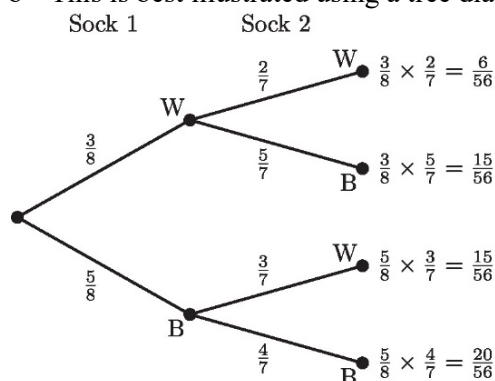 This is best illustrated using a tree dia
Sock 1 Sock 2
W 3/8 × 2/7 = 6/56
2/7
W
3/8
5/7
B 3/8 × 5/7 = 15/56
W 5/8 × 3/7 = 15/56
3/7
5/8
B
4/7
B 5/8 × 4/7 = 20/56